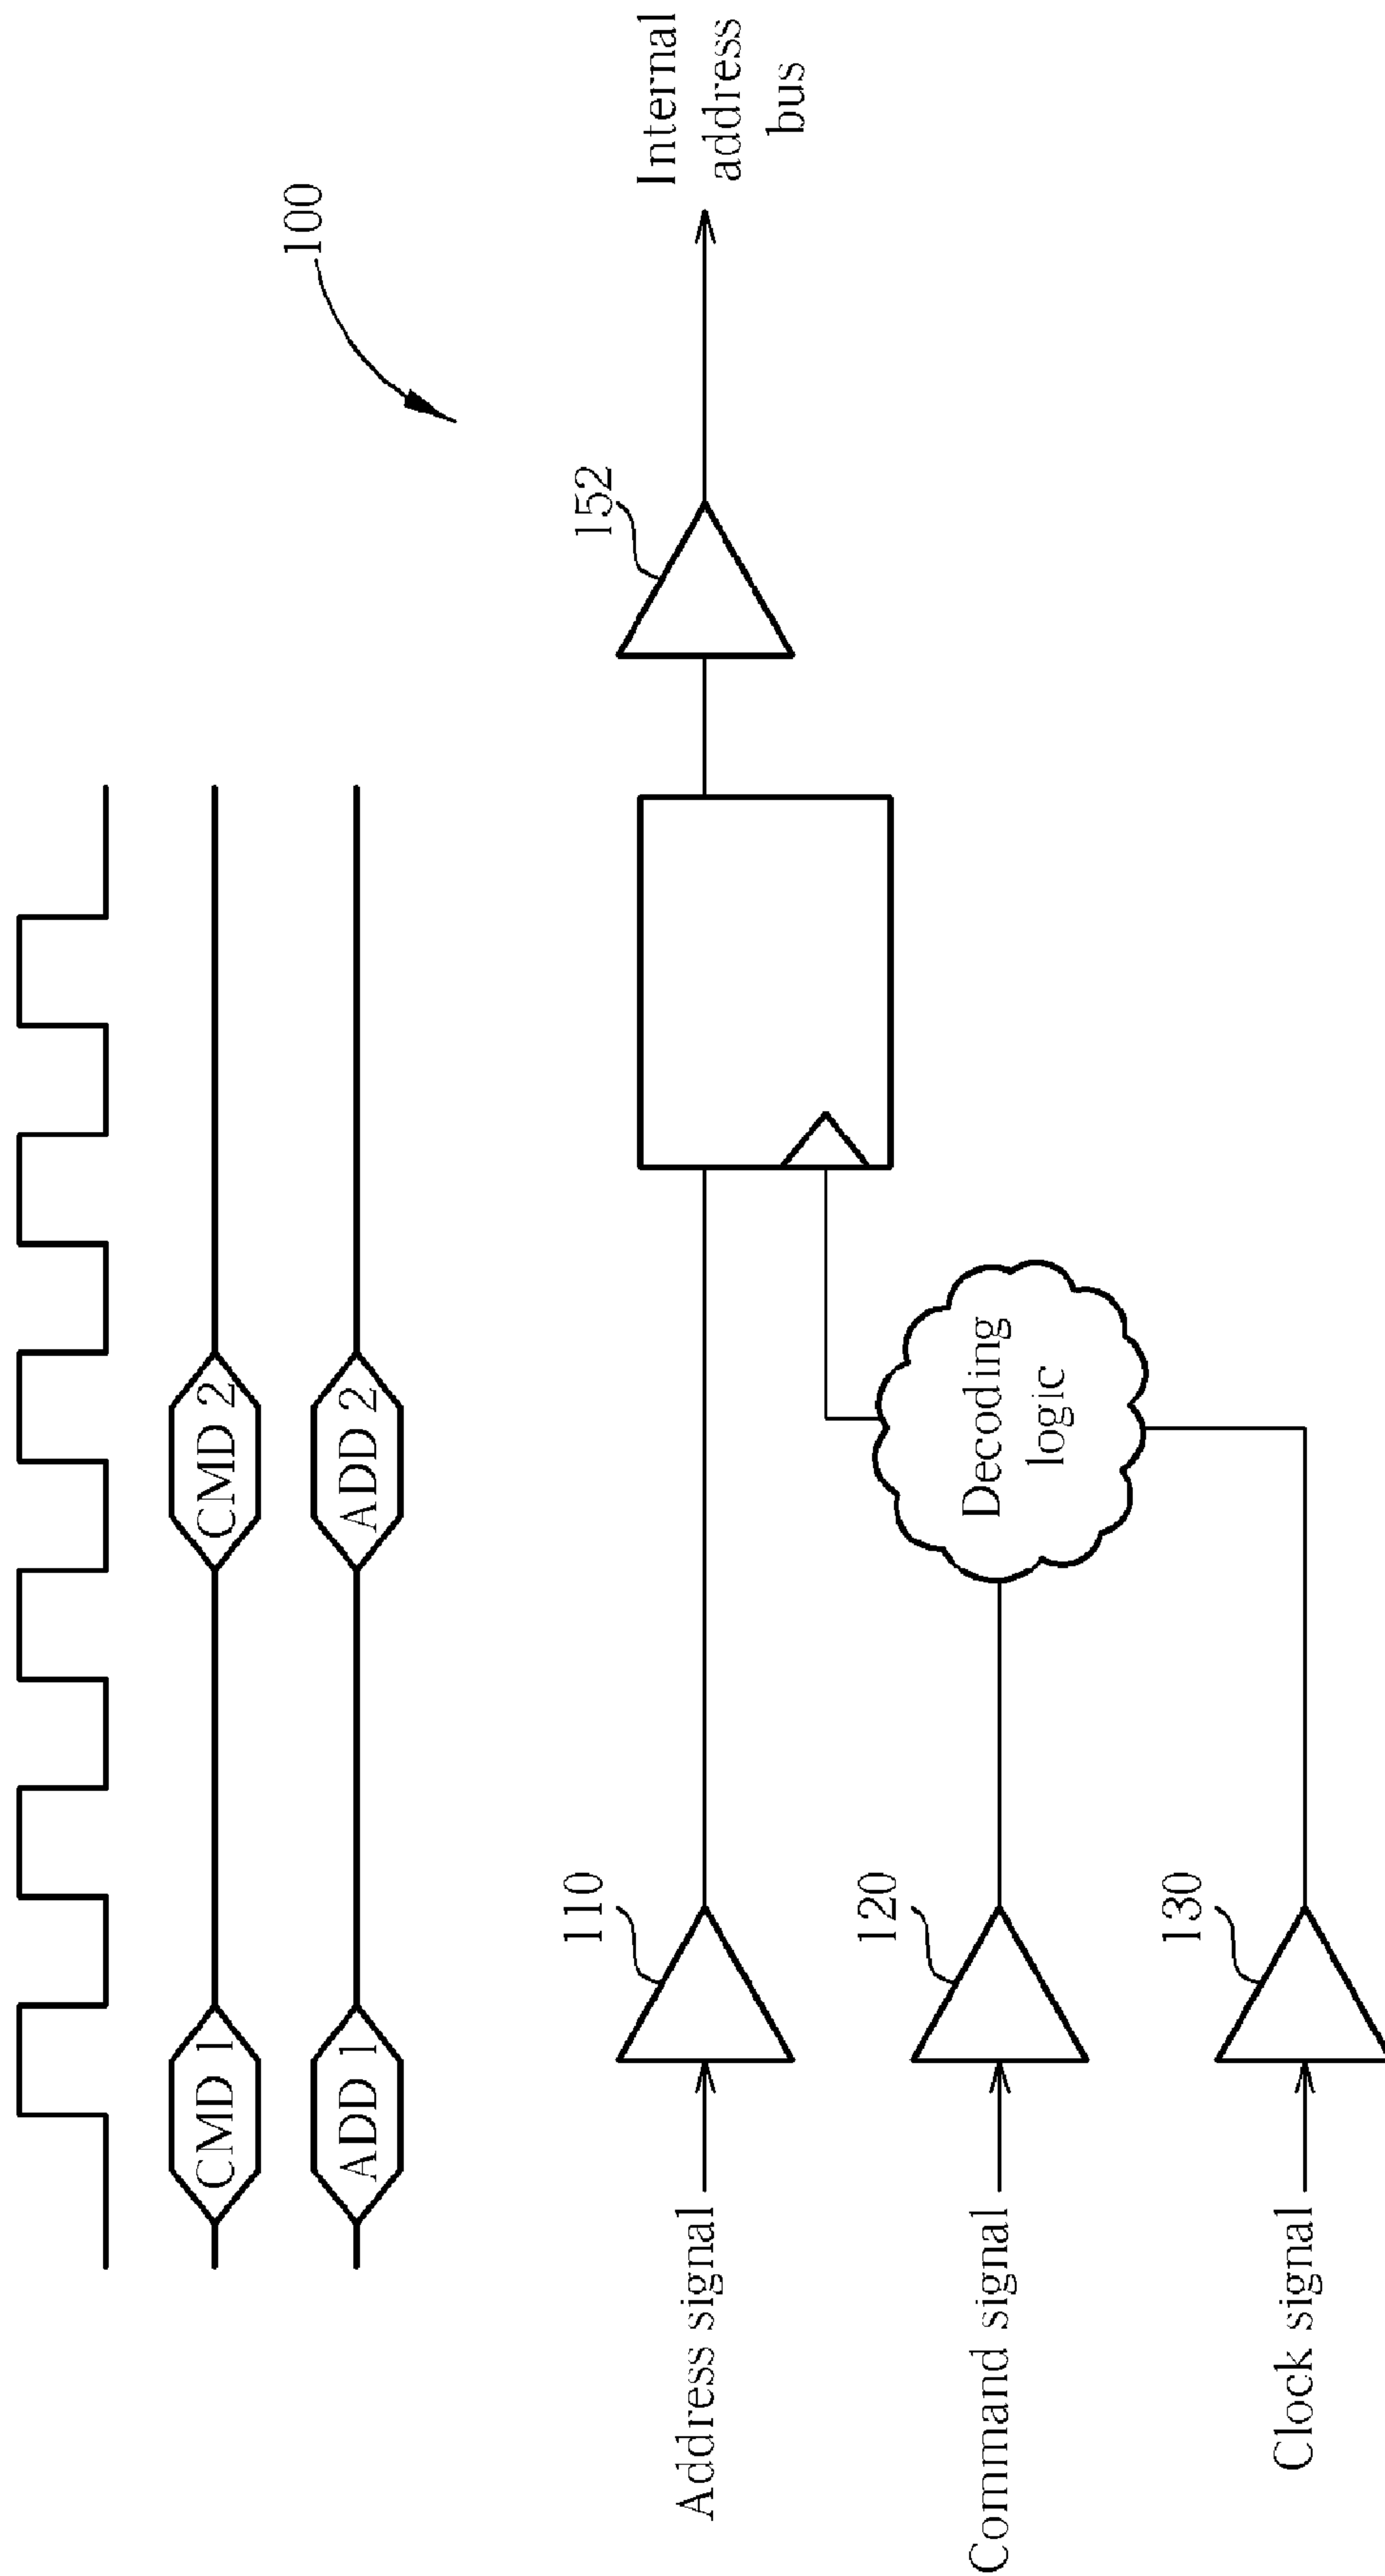 CMD 1
CMD 2
ADD 1
ADD 2
100
152
Internal
address
bus
110
Address signal
120
Command signal
Decoding
logic
130
Clock signal